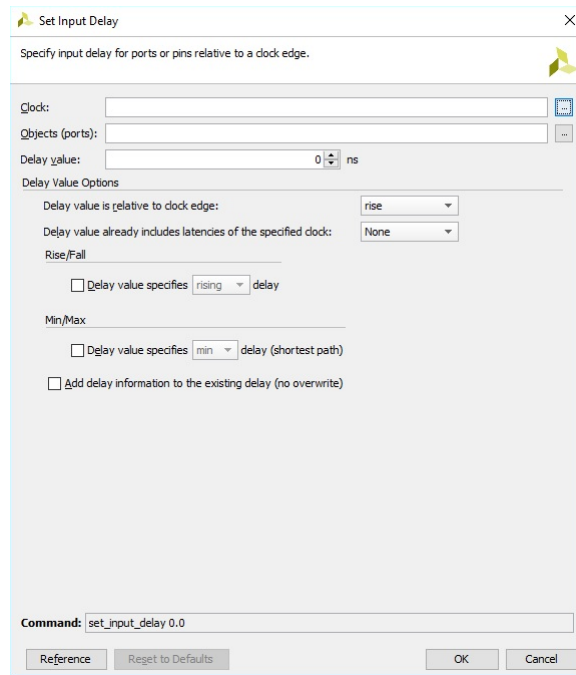 Set Input Delay
Specify input delay for ports or pins relative to a clock edge.
Clock:
...
Objects (ports):
...
Delay value: 0 ns
Delay Value Options
Delay value is relative to clock edge: rise
Delay value already includes latencies of the specified clock: None
Rise/Fall
Delay value specifies rising delay
Min/Max
Delay value specifies min delay (shortest path)
Add delay information to the existing delay (no overwrite)
Command: set_input_delay 0.0
Reference Reset to Defaults OK Cancel